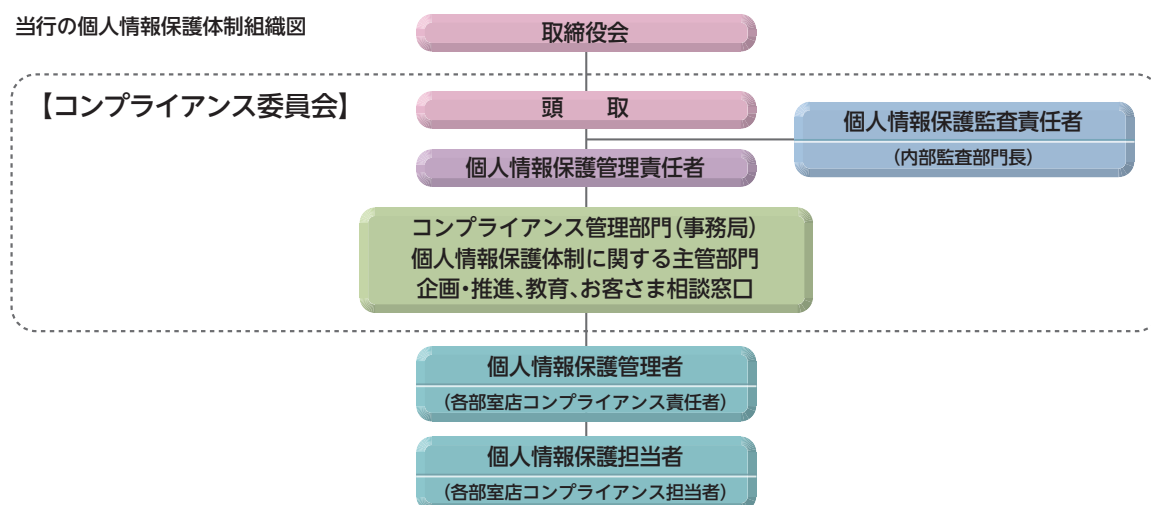 当行の個人情報保護体制組織図
取締役会
【コンプライアンス委員会】
頭　　取
個人情報保護監査責任者
（内部監査部門長）
個人情報保護管理責任者
コンプライアンス管理部門（事務局）
個人情報保護体制に関する主管部門
企画・推進、教育、お客さま相談窓口
個人情報保護管理者
（各部室店コンプライアンス責任者）
個人情報保護担当者
（各部室店コンプライアンス担当者）